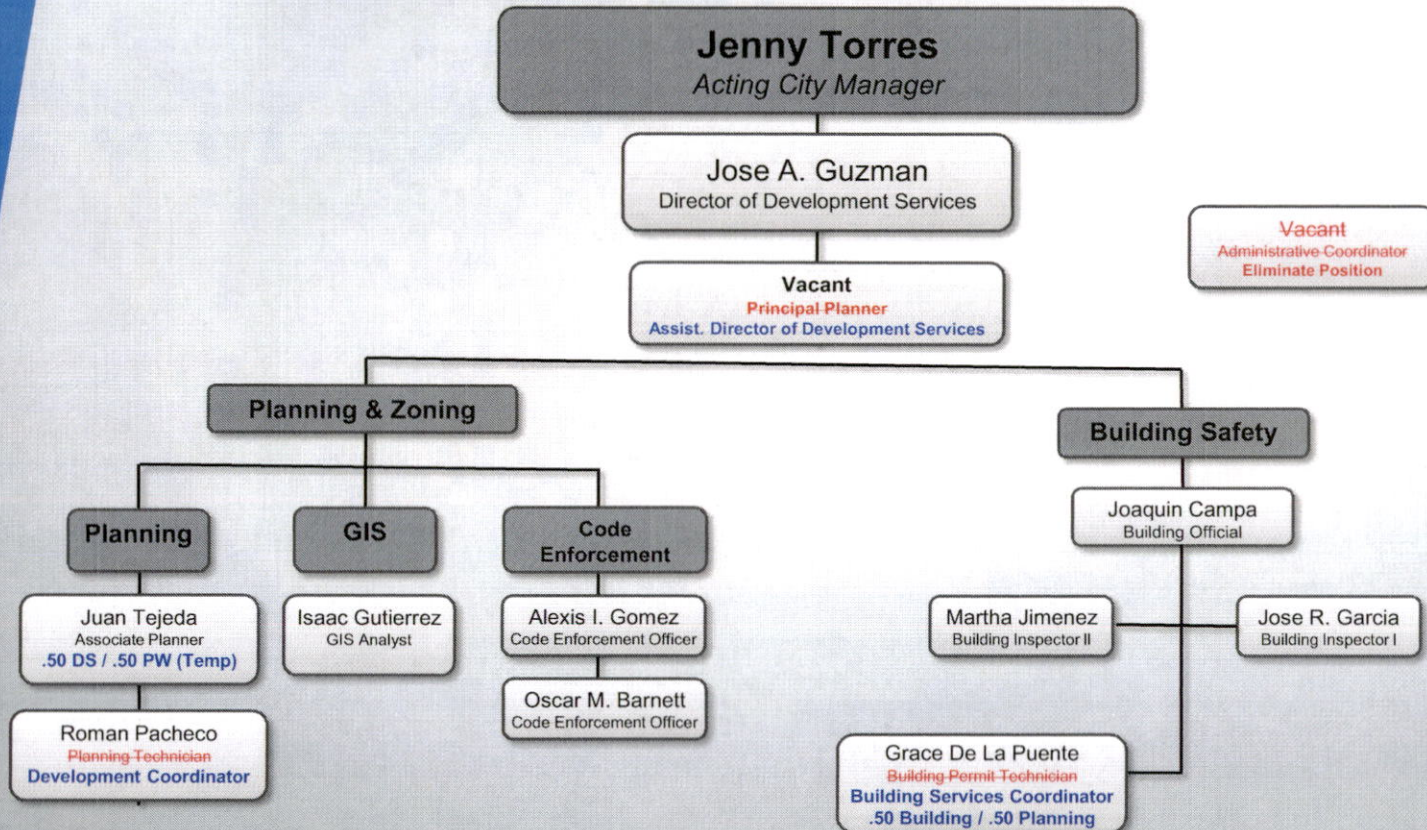 Jenny Torres
Acting City Manager
Jose A. Guzman
Director of Development Services
Vacant
Administrative Coordinator
Eliminate Position
Vacant
Principal Planner
Assist. Director of Development Services
Planning & Zoning
Building Safety
Planning
GIS
Code
Enforcement
Joaquin Campa
Building Official
Juan Tejeda
Associate Planner
.50 DS / .50 PW (Temp)
Isaac Gutierrez
GIS Analyst
Alexis I. Gomez
Code Enforcement Officer
Martha Jimenez
Building Inspector II
Jose R. Garcia
Building Inspector I
Oscar M. Barnett
Code Enforcement Officer
Roman Pacheco
Planning Technician
Development Coordinator
Grace De La Puente
Building Permit Technician
Building Services Coordinator
.50 Building / .50 Planning